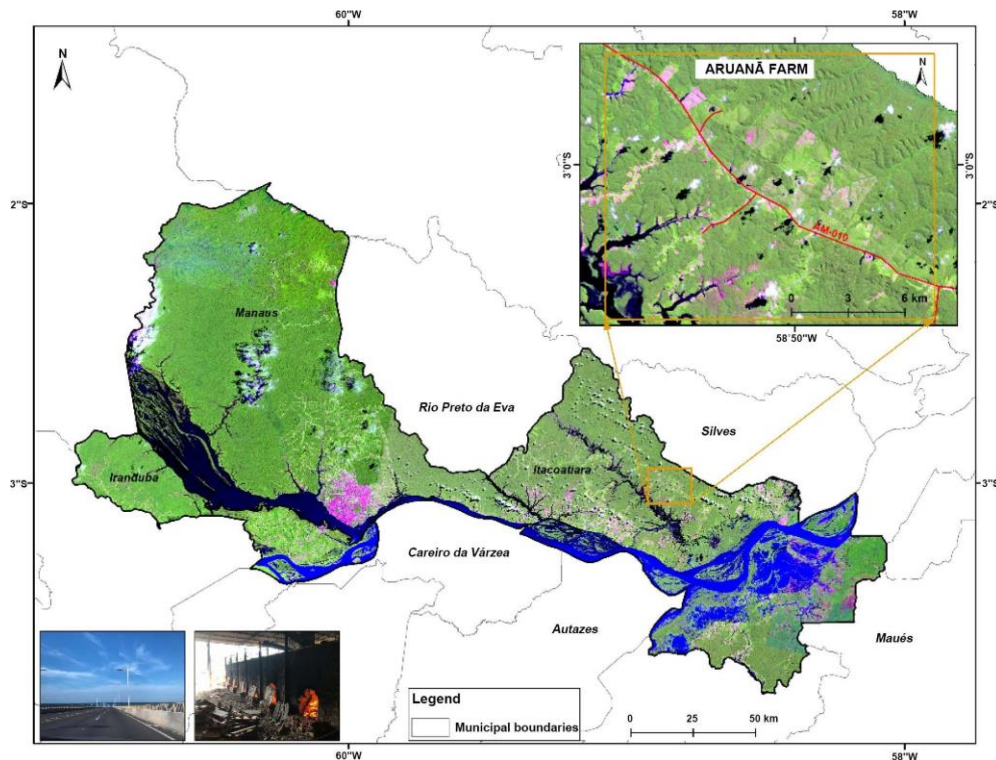 60°W
58°W
N
ARUANÃ FARM
N
3°0'S
3°0'S
AM-010
0 3 6 km
58°50'W
2°S
2°S
Manaus
Rio Preto da Eva
Silves
Iranduba
Itacoatiara
3°S
3°S
Careiro da Várzea
Autazes
Maués
Legend
Municipal boundaries
0 25 50 km
60°W
58°W